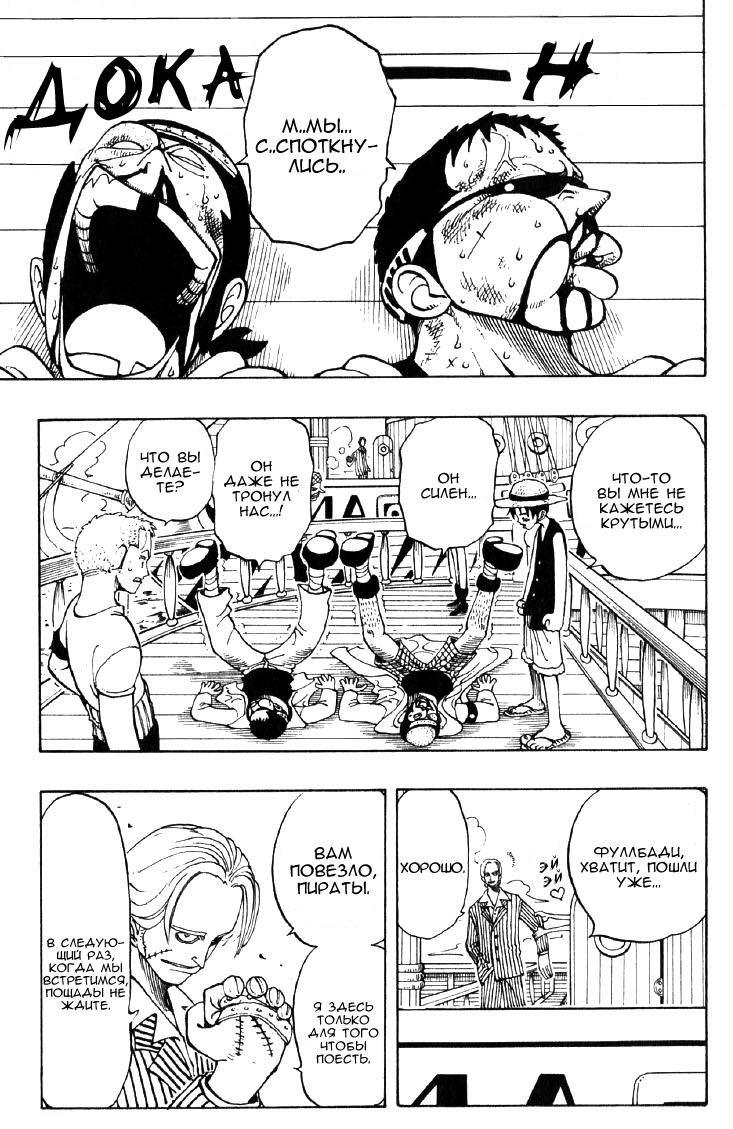 ДОКА—Н
М..МЫ...
С..СПОТКНУ-
ЛИСЬ..
ЧТО-ТО
ВЫ МНЕ НЕ
КАЖЕТЕСЬ
КРУТЫМИ...
ОН
СИЛЕН...
ОН
ДАЖЕ НЕ
ТРОНУЛ
НАС...!
ЧТО ВЫ
ДЕЛАЕ-
ТЕ?
ФУЛЛБАДИ,
ХВАТИТ, ПОШЛИ
УЖЕ...
ЭЙ
ЭЙ
ХОРОШО.
ВАМ
ПОВЕЗЛО,
ПИРАТЫ.
Я ЗДЕСЬ
ТОЛЬКО
ДЛЯ ТОГО
ЧТОБЫ
ПОЕСТЬ.
В СЛЕДУЮ-
ЩИЙ РАЗ,
КОГДА МЫ
ВСТРЕТИМСЯ,
ПОЩАДЫ НЕ
ЖДИТЕ.